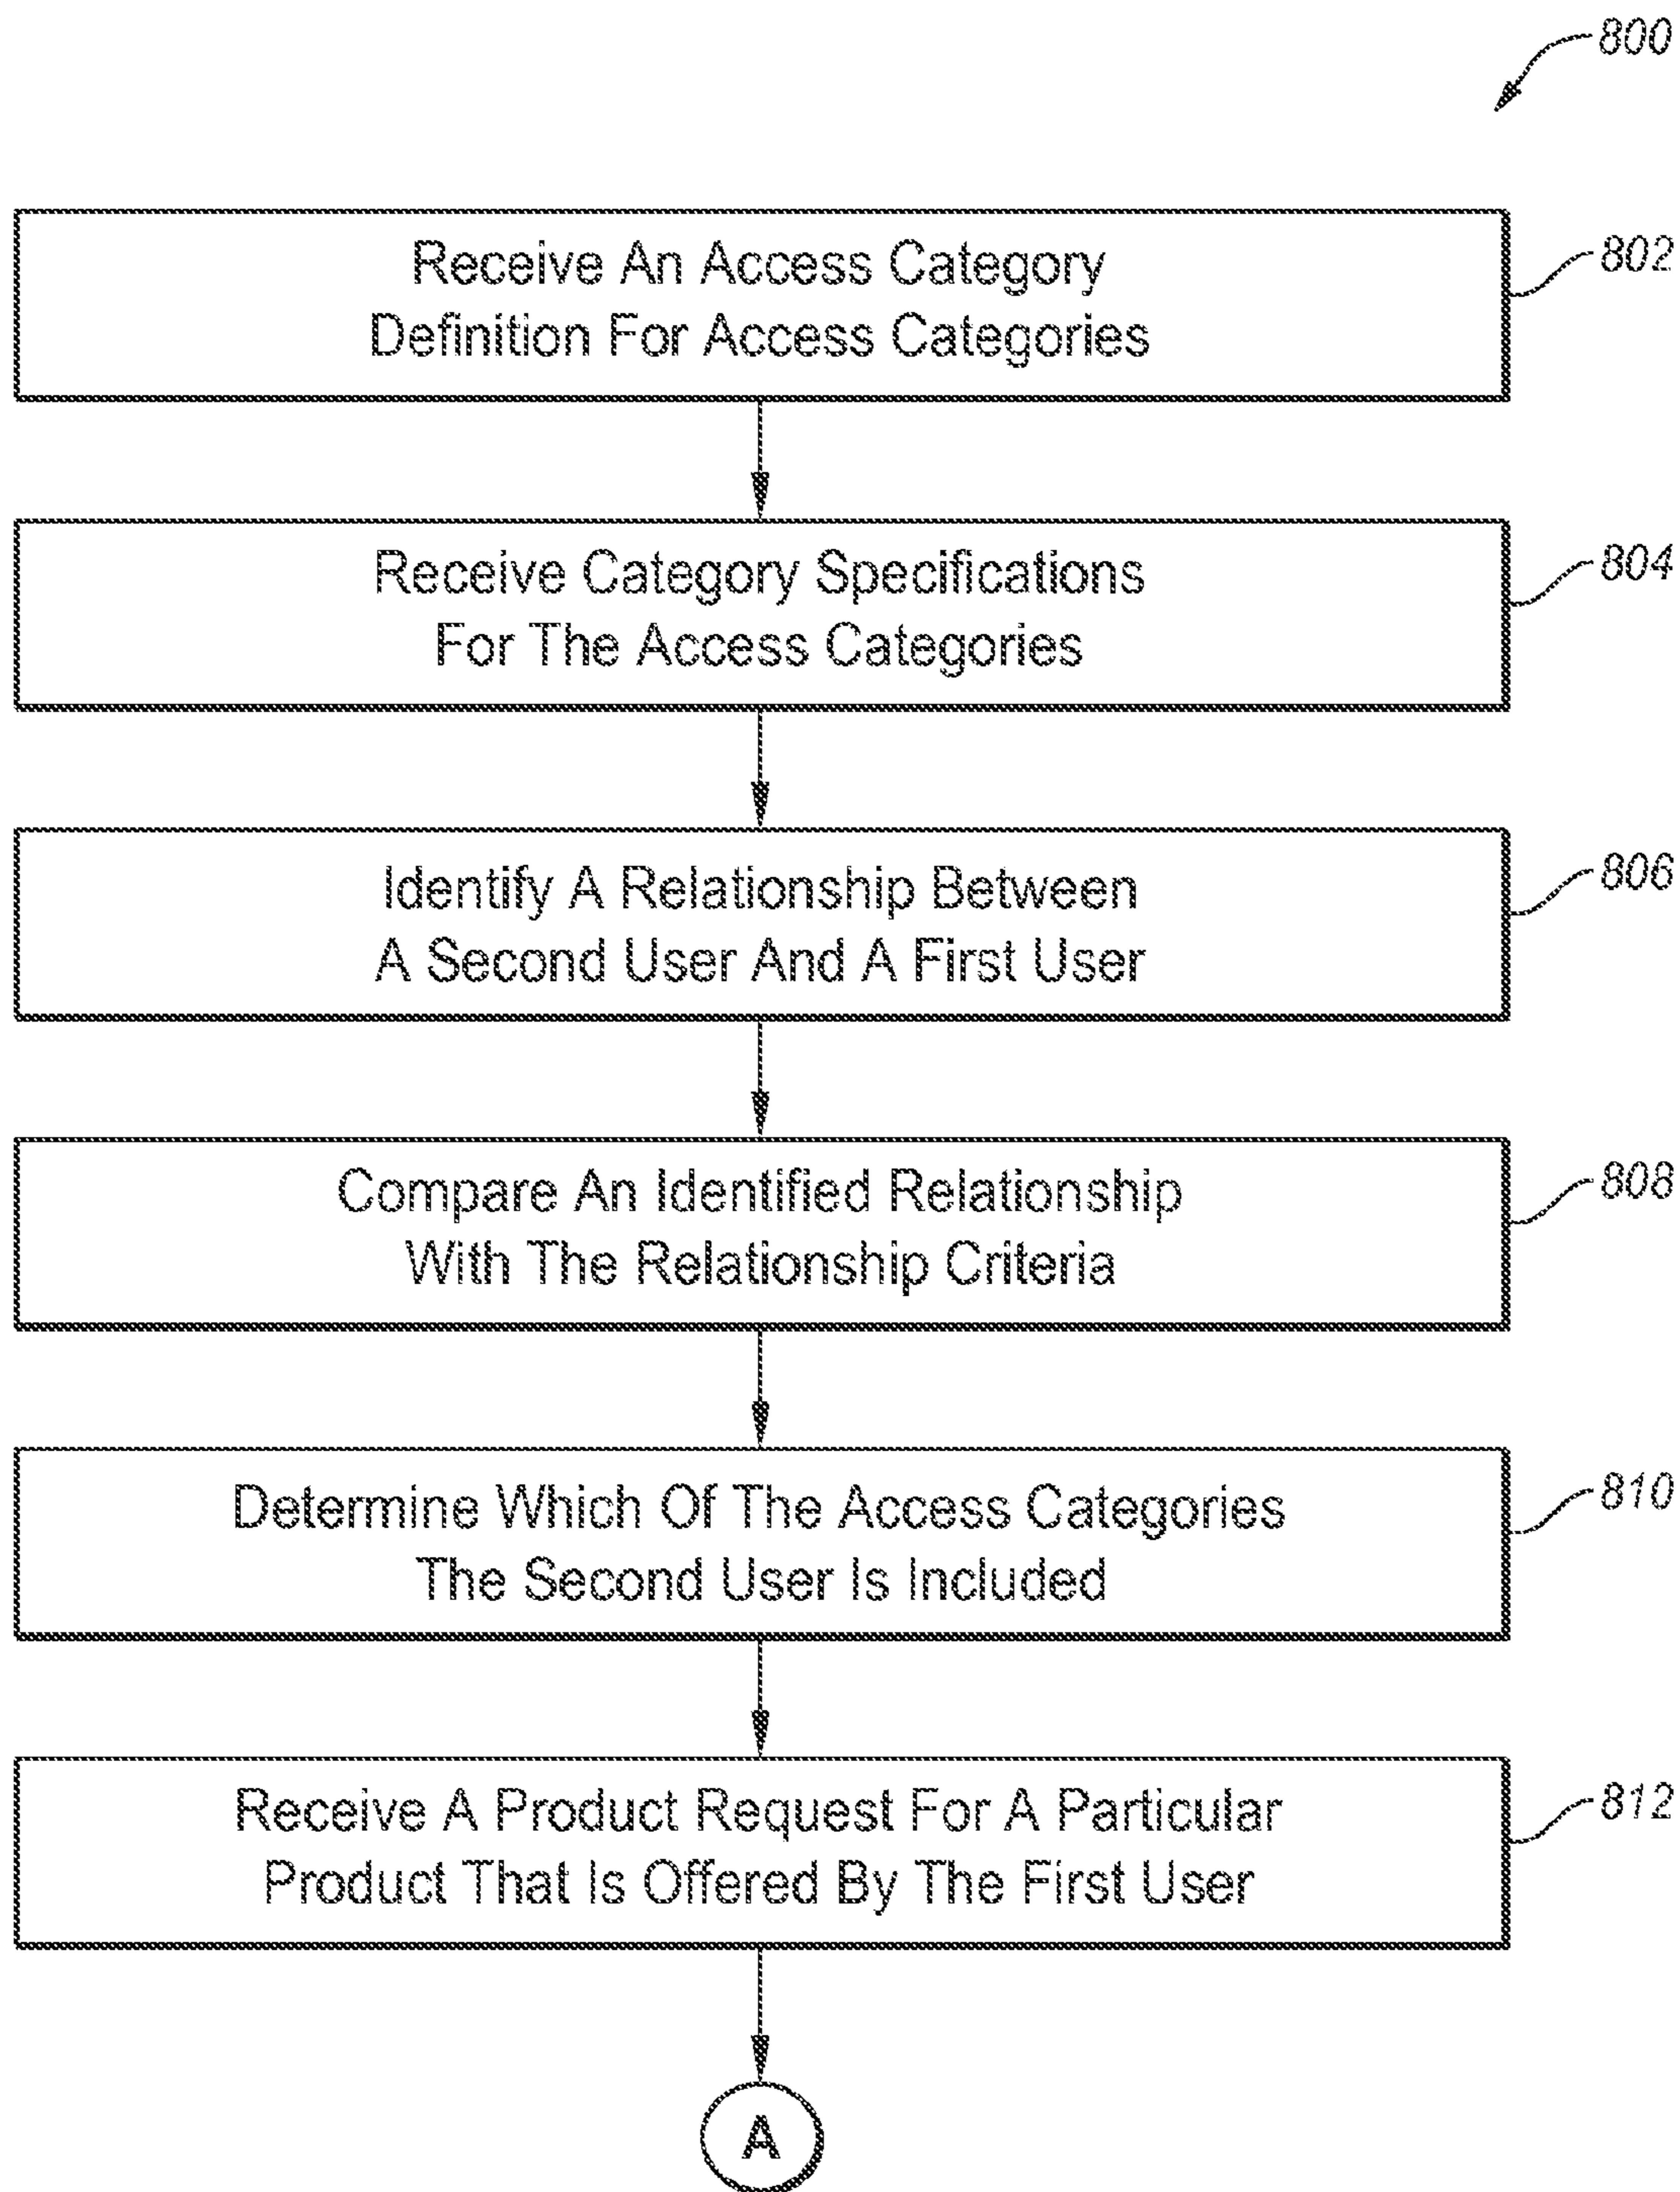 800
Receive An Access Category
Definition For Access Categories
802
Receive Category Specifications
For The Access Categories
804
Identify A Relationship Between
A Second User And A First User
806
Compare An Identified Relationship
With The Relationship Criteria
808
Determine Which Of The Access Categories
The Second User Is Included
810
Receive A Product Request For A Particular
Product That Is Offered By The First User
812
A